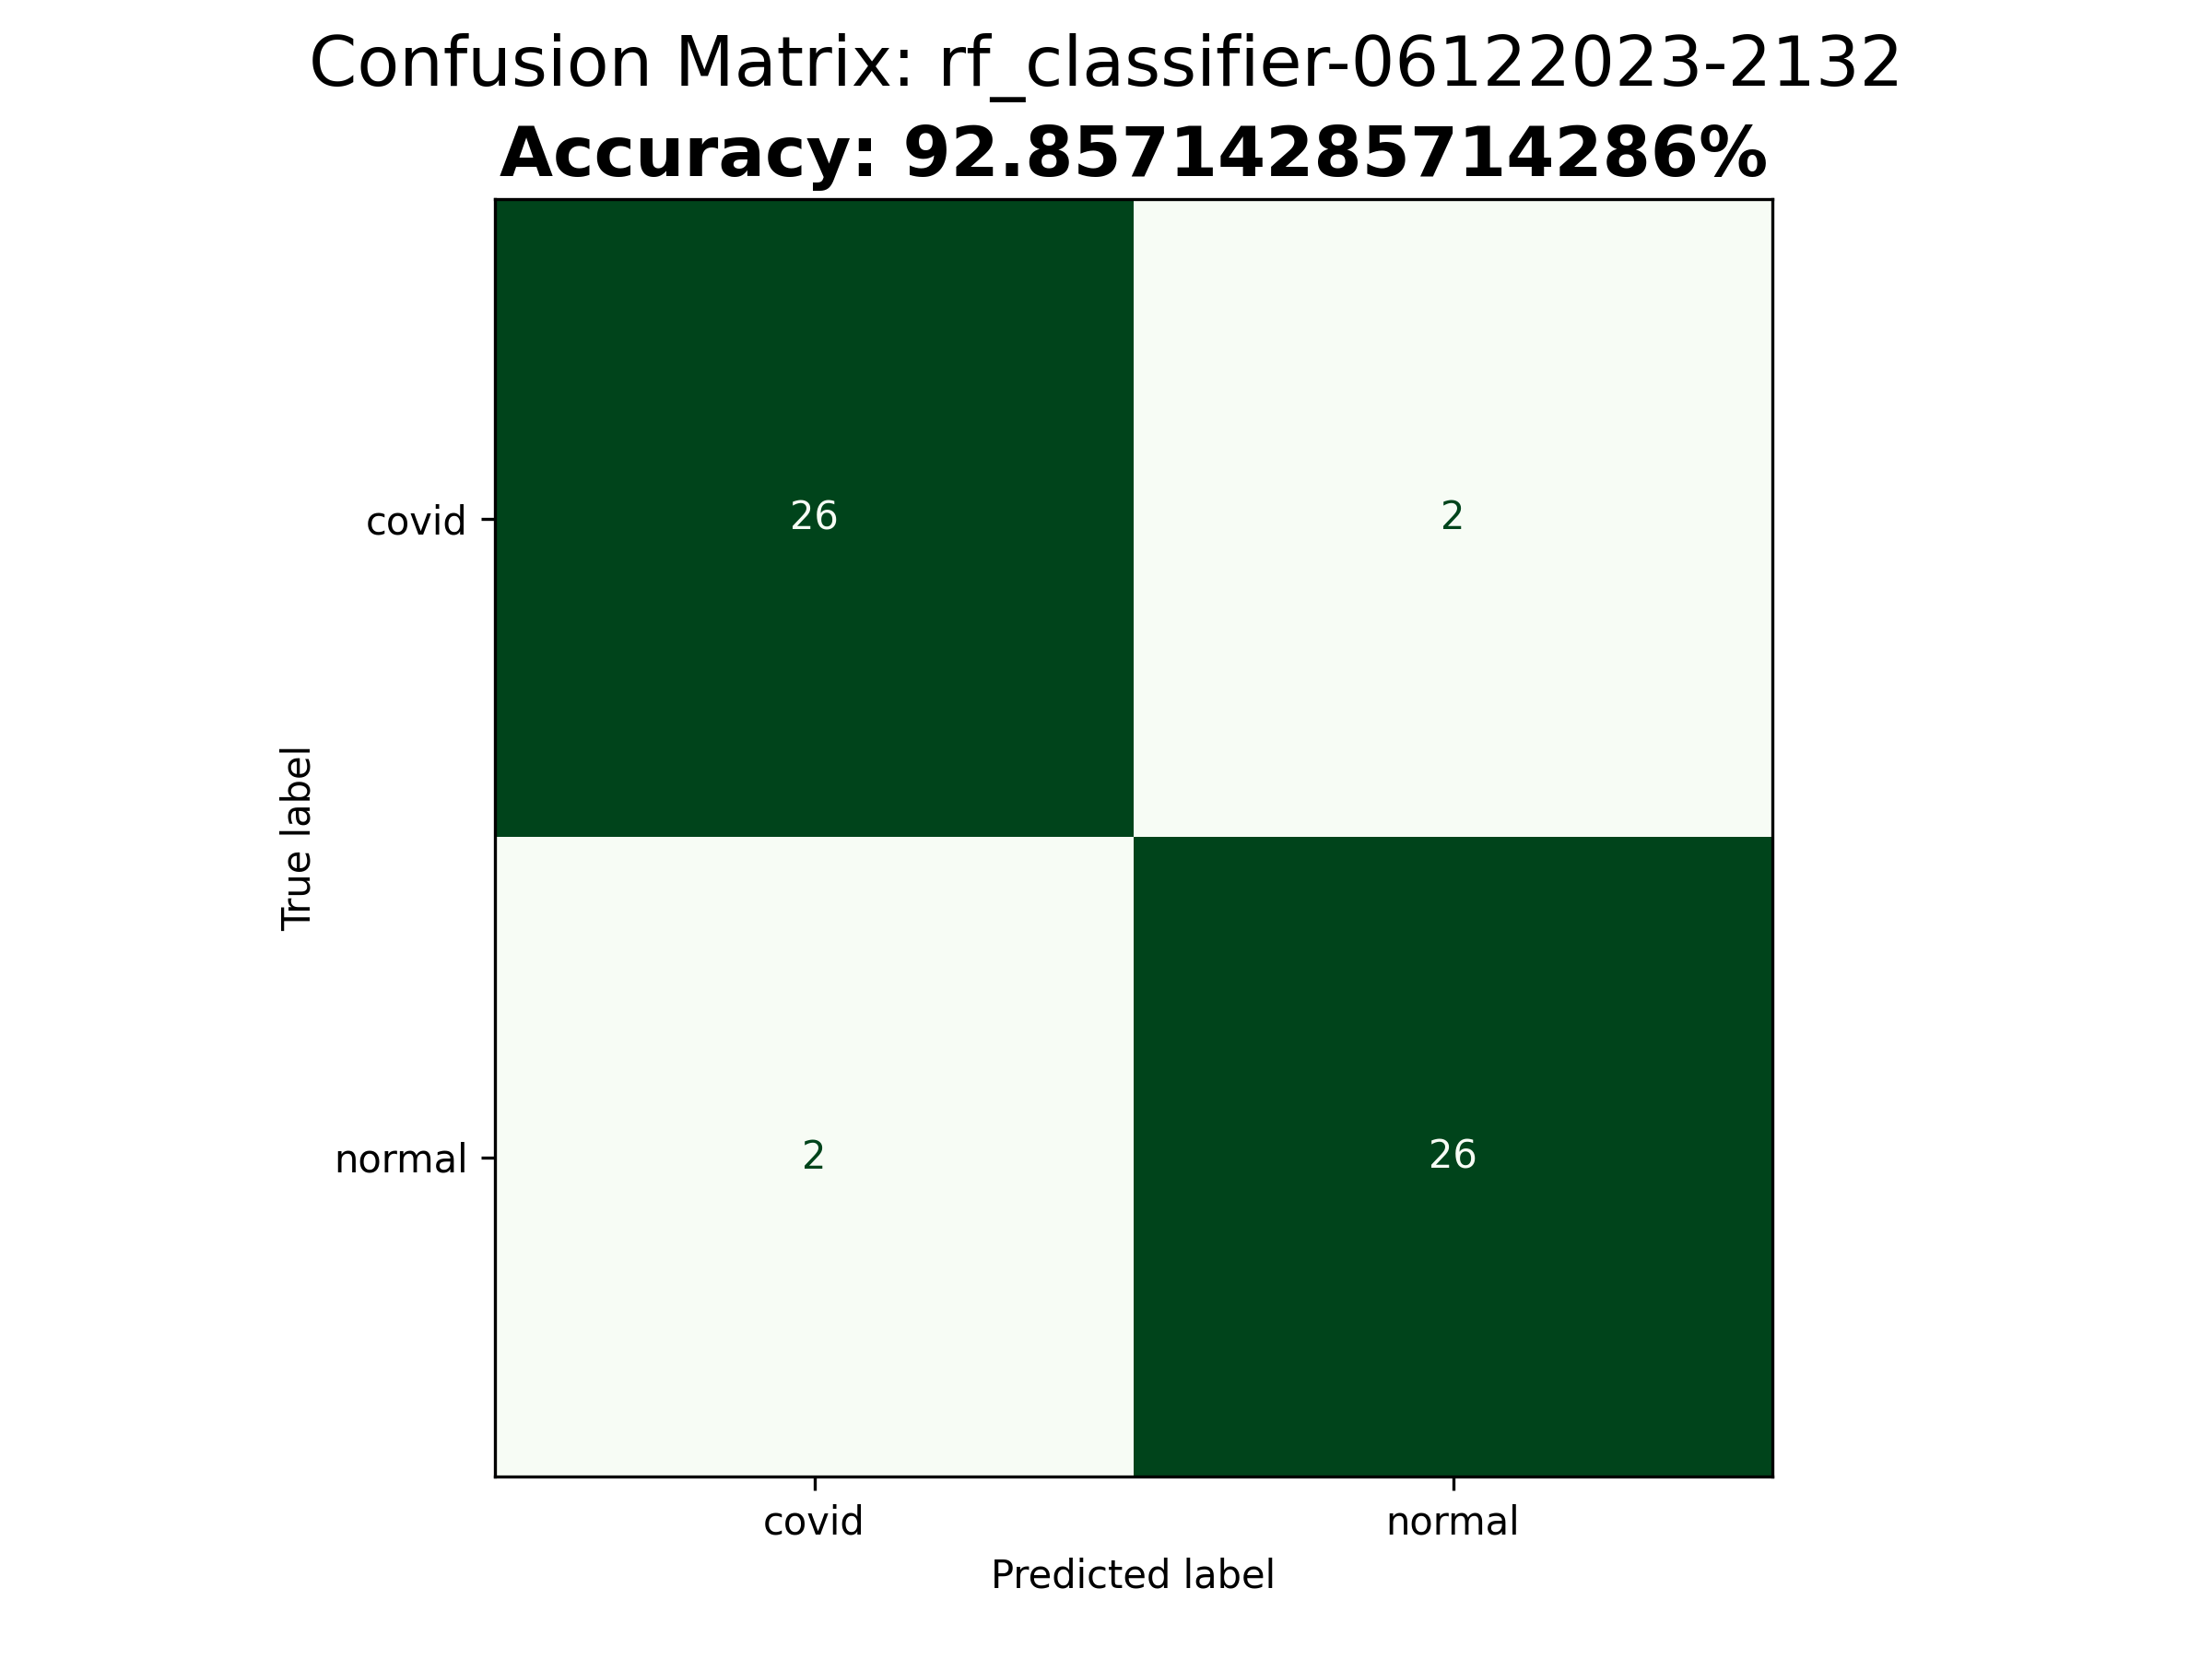 Confusion Matrix: rf_classifier-06122023-2132
Accuracy: 92.85714285714286%
covid
26
2
True label
normal
2
26
covid
normal
Predicted label